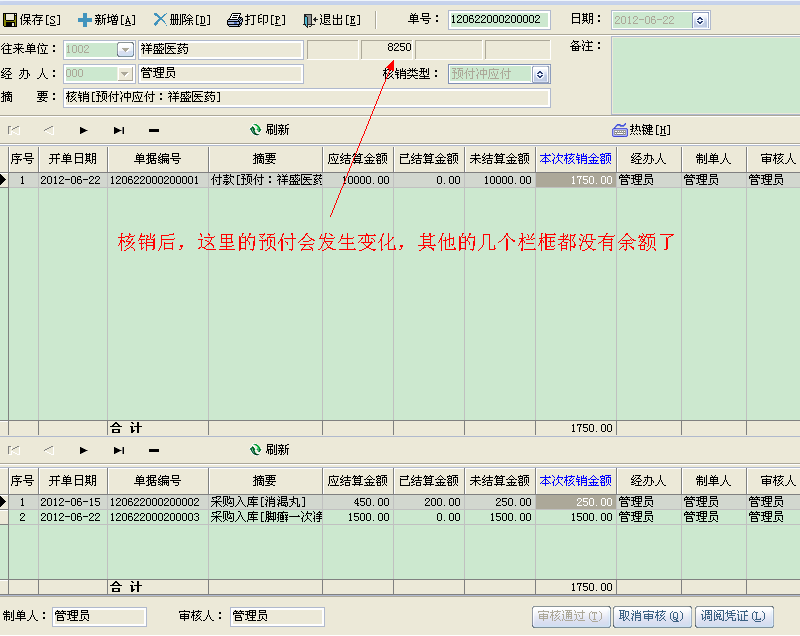 保存[S] 新增[A] 删除[D] 打印[P] 退出[E] 单号： 120622000200002 日期： 2012-06-22
往来单位： 1002 祥盛医药 8250 备注：
经 办 人： 000 管理员 核销类型： 预付冲应付
摘　　要： 核销[预付冲应付：祥盛医药]
刷新 热键[H]
序号 开单日期 单据编号 摘要 应结算金额 已结算金额 未结算金额 本次核销金额 经办人 制单人 审核人
1 2012-06-22 120622000200001 付款[预付：祥盛医药 10000.00 0.00 10000.00 1750.00 管理员 管理员 管理员
核销后，这里的预付会发生变化，其他的几个栏框都没有余额了
合 计 1750.00
刷新
序号 开单日期 单据编号 摘要 应结算金额 已结算金额 未结算金额 本次核销金额 经办人 制单人 审核人
1 2012-06-15 120622000200002 采购入库[消渴丸] 450.00 200.00 250.00 250.00 管理员 管理员 管理员
2 2012-06-22 120622000200003 采购入库[脚癣一次净 1500.00 0.00 1500.00 1500.00 管理员 管理员 管理员
合 计 1750.00
制单人： 管理员 审核人： 管理员 审核通过(T) 取消审核(Q) 调阅凭证(L)